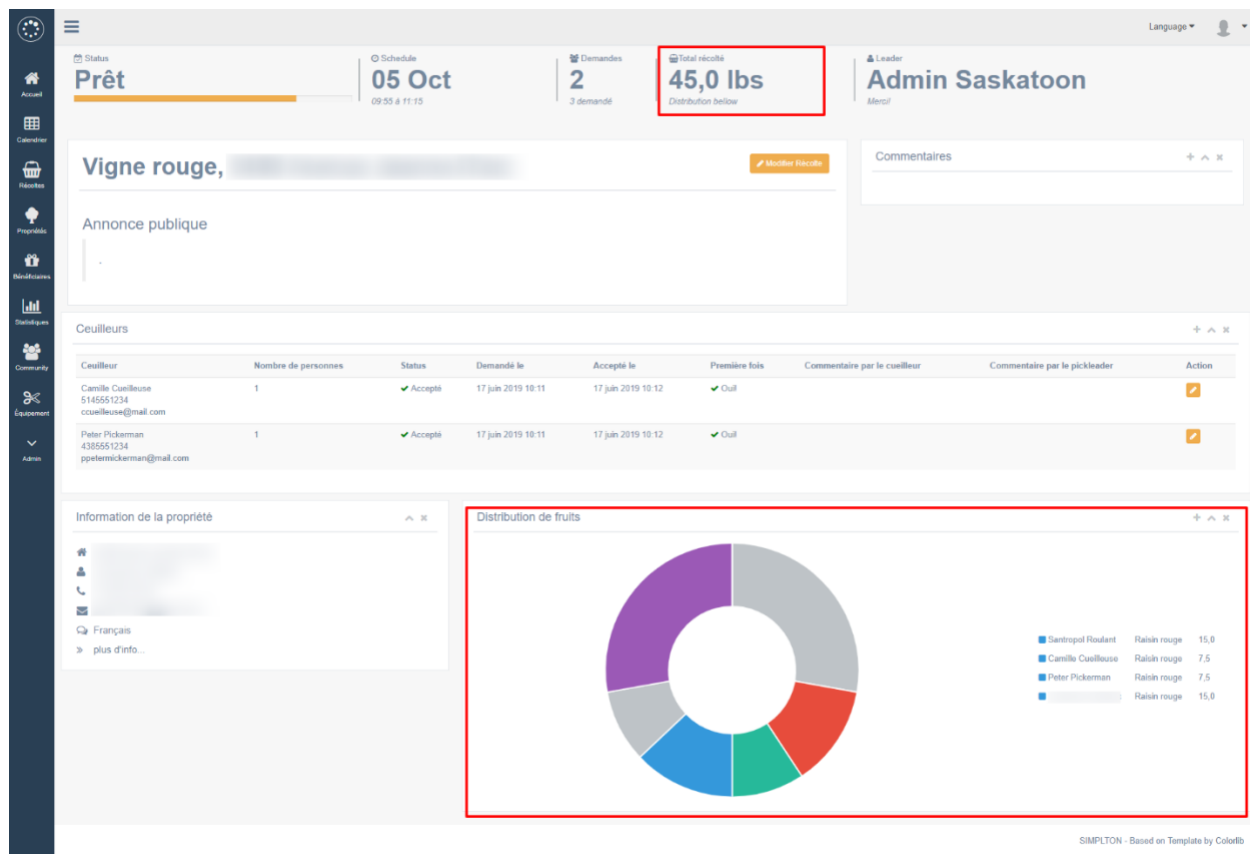 Language
Accueil
Calendrier
Récoltes
Propriétés
Bénéficiaires
Statistiques
Community
Équipement
Admin
Status
Prêt
Schedule
05 Oct
09:55 à 11:15
Demandes
2
3 demandé
Total récolté
45,0 lbs
Distribution bellow
Leader
Admin Saskatoon
Merci!
Vigne rouge,
Modifier Récolte
Annonce publique
.
Commentaires
Ceuilleurs
Ceuilleur Nombre de personnes Status Demandé le Accepté le Première fois Commentaire par le cueilleur Commentaire par le pickleader Action
Camille Cueilleuse 1 Accepté 17 juin 2019 10:11 17 juin 2019 10:12 Oui!
5145551234
ccueilleuse@mail.com
Peter Pickerman 1 Accepté 17 juin 2019 10:11 17 juin 2019 10:12 Oui!
4385551234
ppetermickerman@mail.com
Information de la propriété
Français
plus d'info...
Distribution de fruits
Santropol Roulant Raisin rouge 15,0
Camille Cueilleuse Raisin rouge 7,5
Peter Pickerman Raisin rouge 7,5
Raisin rouge 15,0
SIMPLTON - Based on Template by Colorlib